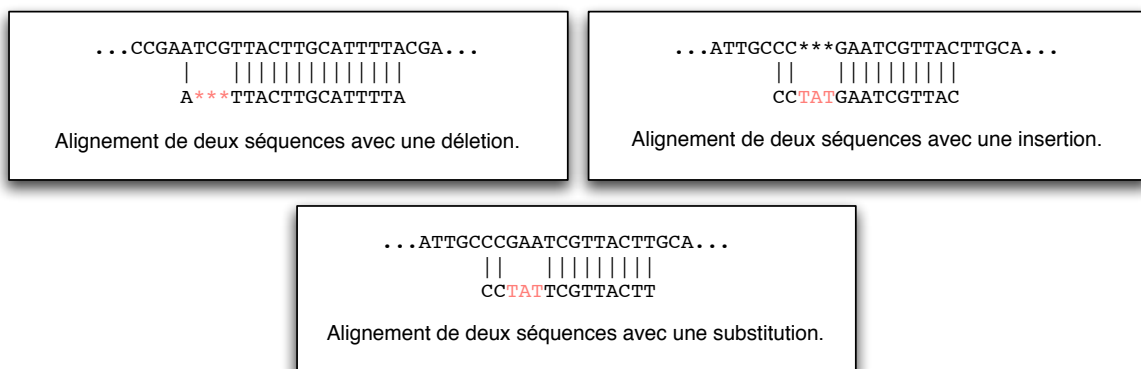 ...CCGAATCGTTACTTGCATTTTACGA...
| ||||||||||||||
A***TTACTTGCATTTTA
Alignement de deux séquences avec une délétion.
...ATTGCCC***GAATCGTTACTTGCA...
|| ||||||||||
CCTATGAATCGTTAC
Alignement de deux séquences avec une insertion.
...ATTGCCCGAATCGTTACTTGCA...
|| |||||||||
CCTATTCGTTACTT
Alignement de deux séquences avec une substitution.